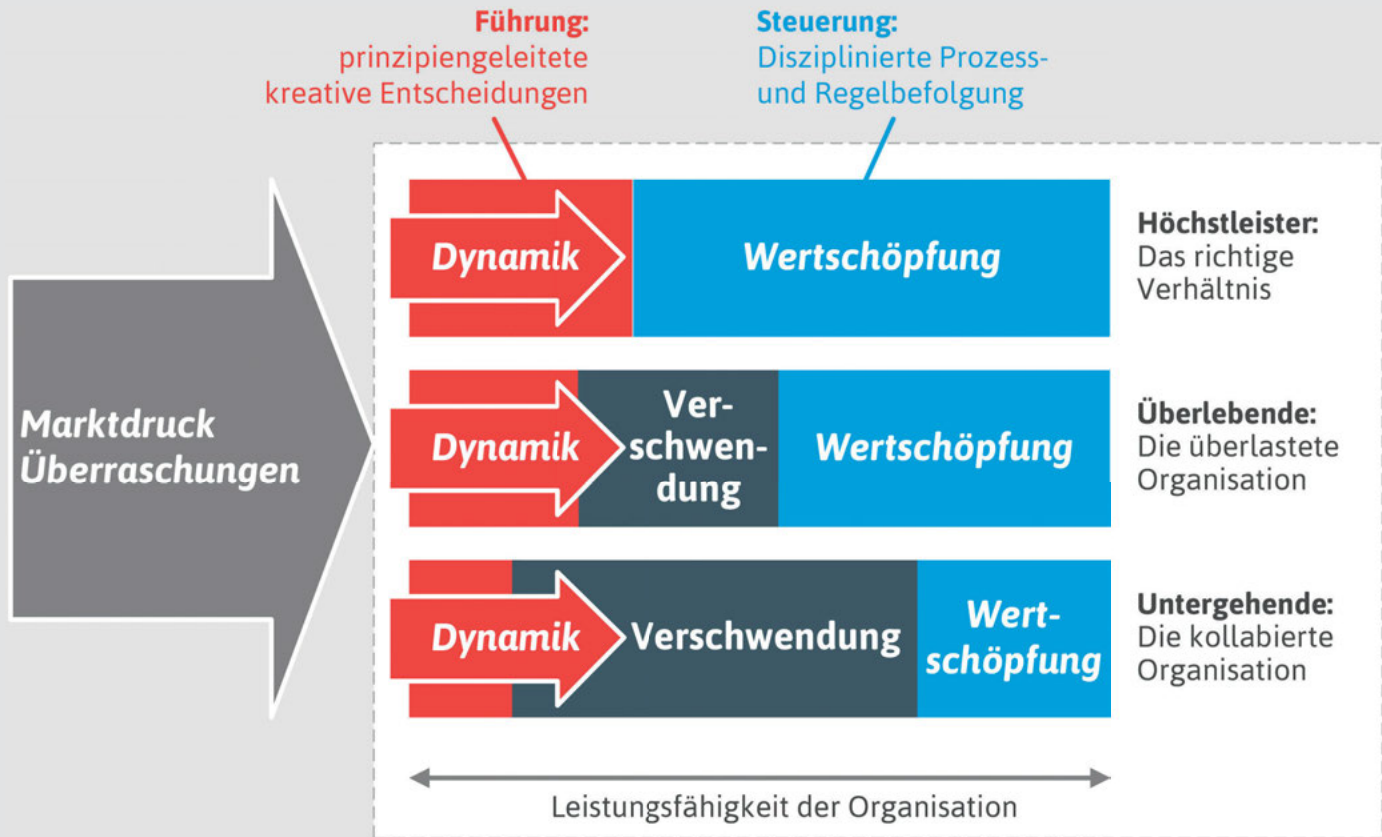 Führung:
prinzipiengeleitete
kreative Entscheidungen
Steuerung:
Disziplinierte Prozess-
und Regelbefolgung
Marktdruck
Überraschungen
Dynamik
Wertschöpfung
Höchstleister:
Das richtige
Verhältnis
Dynamik
Ver-
schwen-
dung
Wertschöpfung
Überlebende:
Die überlastete
Organisation
Dynamik
Verschwendung
Wert-
schöpfung
Untergehende:
Die kollabierte
Organisation
Leistungsfähigkeit der Organisation